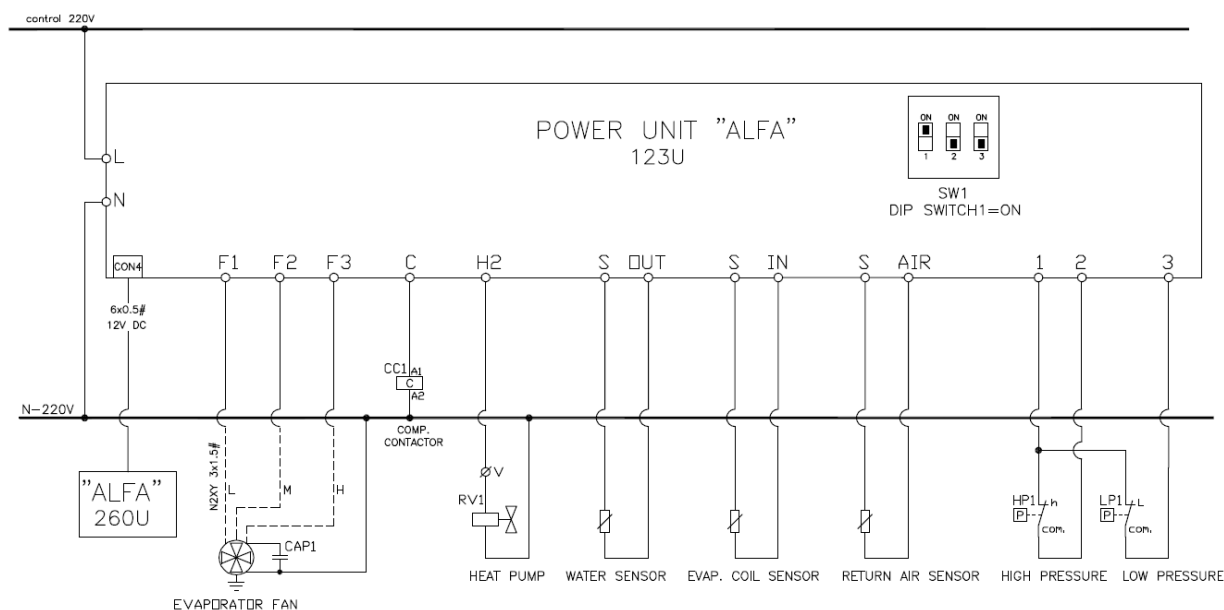 control 220V
POWER UNIT "ALFA"
123U
ON ON ON
1 2 3
SW1
DIP SWITCH1=ON
L
N
CON4
F1 F2 F3 C H2 S OUT S IN S AIR 1 2 3
6x0.5#
12V DC
CC1 A1
C
A2
N-220V
COMP.
CONTACTOR
N2XY 3x1.5#
L M H
V
"ALFA"
260U
RV1
HP1 h
P
com.
LP1 L
P
com.
CAP1
HEAT PUMP WATER SENSOR EVAP. COIL SENSOR RETURN AIR SENSOR HIGH PRESSURE LOW PRESSURE
EVAPORATOR FAN